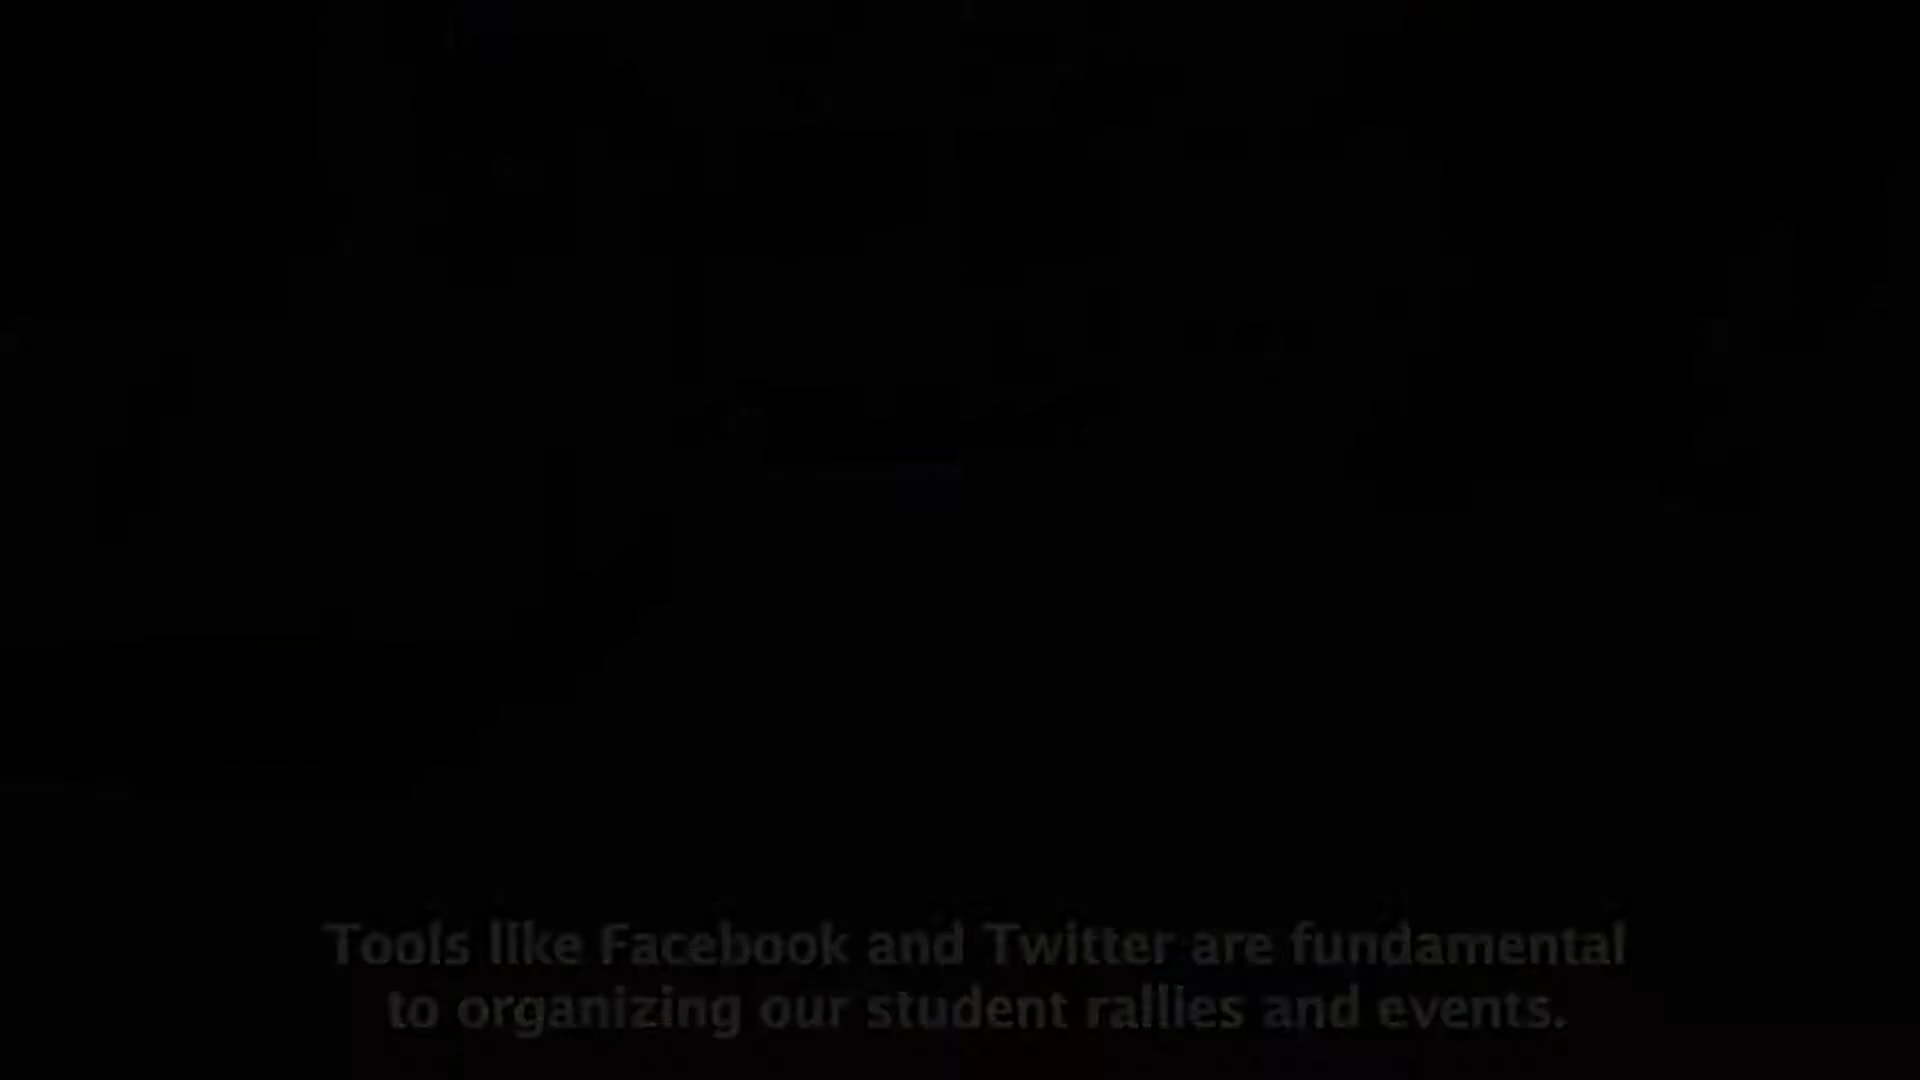 Tools like Facebook and Twitter are fundamental
to organizing our student rallies and events.